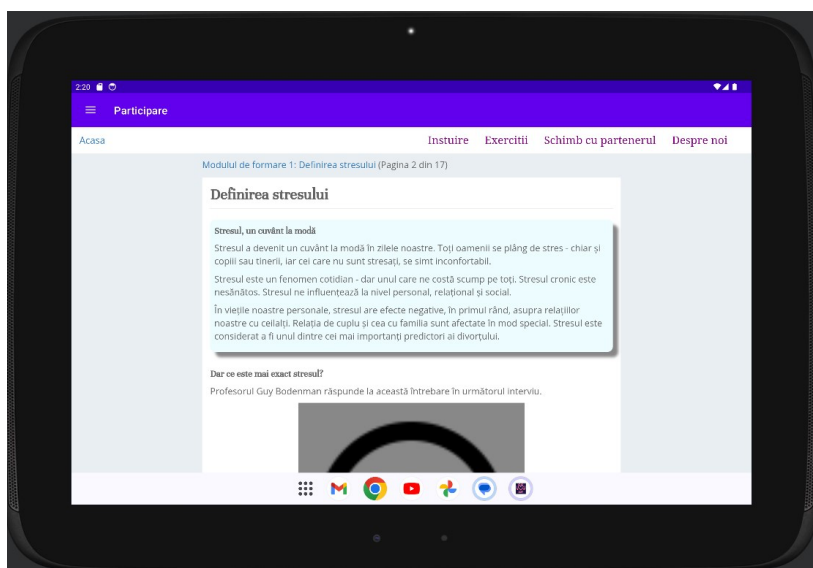 2:20
Participare
Acasa
Instuire Exercitii Schimb cu partenerul Despre noi
Modulul de formare 1: Definirea stresului (Pagina 2 din 17)
Definirea stresului
Stresul, un cuvânt la modă
Stresul a devenit un cuvânt la modă în zilele noastre. Toți oamenii se plâng de stres - chiar și
copiii sau tinerii, iar cei care nu sunt stresați, se simt inconfortabil.
Stresul este un fenomen cotidian - dar unul care ne costă scump pe toți. Stresul cronic este
nesănătos. Stresul ne influențează la nivel personal, relațional și social.
În viețile noastre personale, stresul are efecte negative, în primul rând, asupra relațiilor
noastre cu ceilalți. Relația de cuplu și cea cu familia sunt afectate în mod special. Stresul este
considerat a fi unul dintre cei mai importanți predictori ai divorțului.
Dar ce este mai exact stresul?
Profesorul Guy Bodenman răspunde la această întrebare în următorul interviu.